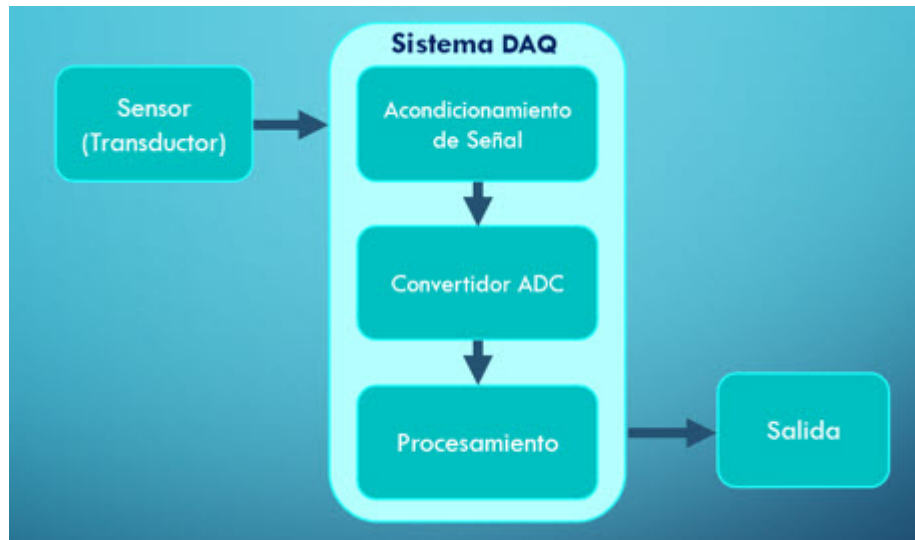 Sistema DAQ
Sensor
(Transductor)
Acondicionamiento
de Señal
Convertidor ADC
Procesamiento
Salida